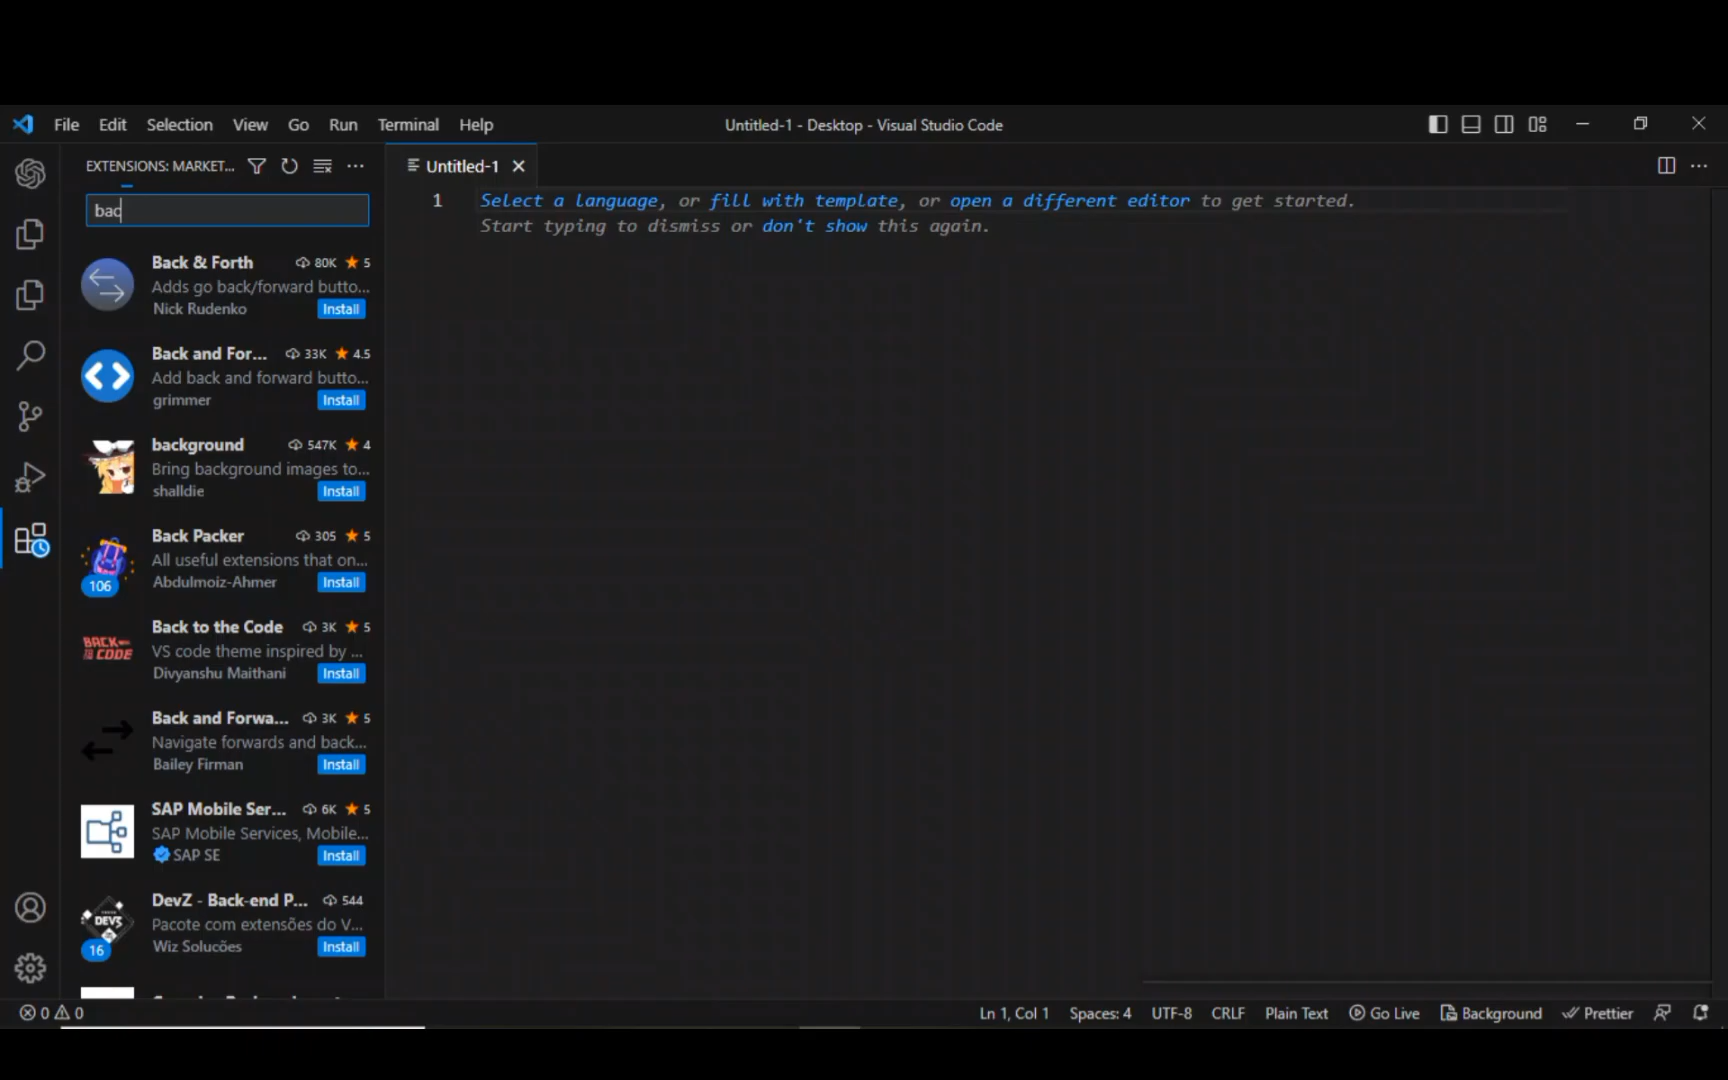 File Edit Selection View Go Run Terminal Help
Untitled-1 - Desktop - Visual Studio Code
EXTENSIONS: MARKET...
bac
Back & Forth 80K 5
Adds go back/forward butto...
Nick Rudenko Install
Back and For... 33K 4.5
Add back and forward butto...
grimmer Install
background 547K 4
Bring background images to...
shalldie Install
Back Packer 305 5
All useful extensions that on...
106 Abdulmoiz-Ahmer Install
Back to the Code 3K 5
VS code theme inspired by ...
Divyanshu Maithani Install
BACK
TO CODE
Back and Forwa... 3K 5
Navigate forwards and back...
Bailey Firman Install
SAP Mobile Ser... 6K 5
SAP Mobile Services, Mobile...
SAP SE Install
DevZ - Back-end P... 544
Pacote com extensões do V...
16 Wiz Solucões Install
Untitled-1
1 Select a language, or fill with template, or open a different editor to get started.
Start typing to dismiss or don't show this again.
0 0
Ln 1, Col 1 Spaces: 4 UTF-8 CRLF Plain Text Go Live Background Prettier